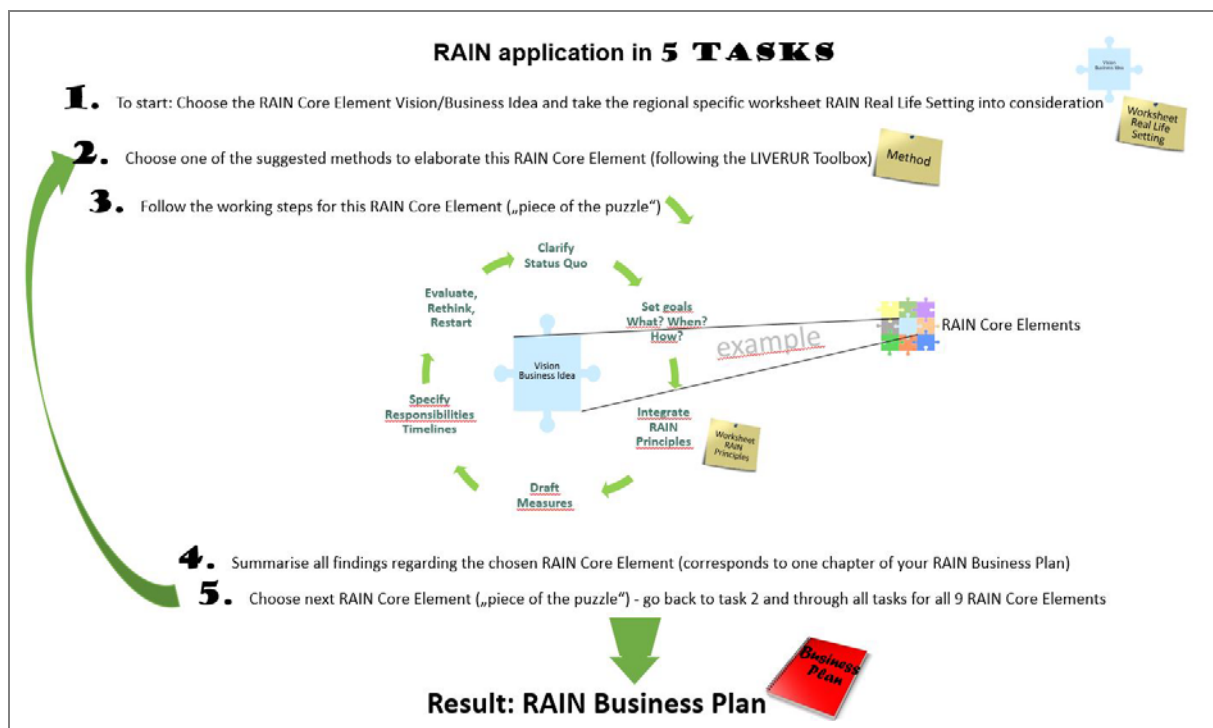 RAIN application in 5 TASKS
Vision
Business Idea
1. To start: Choose the RAIN Core Element Vision/Business Idea and take the regional specific worksheet RAIN Real Life Setting into consideration
Worksheet
Real Life
Setting
2. Choose one of the suggested methods to elaborate this RAIN Core Element (following the LIVERUR Toolbox)
Method
3. Follow the working steps for this RAIN Core Element („piece of the puzzle“)
Clarify
Status Quo
Set goals
What? When?
How?
Integrate
RAIN
Principles
Worksheet
RAIN
Principles
Draft
Measures
Specify
Responsibilities
Timelines
Evaluate,
Rethink,
Restart
Vision
Business Idea
example
RAIN Core Elements
4. Summarise all findings regarding the chosen RAIN Core Element (corresponds to one chapter of your RAIN Business Plan)
5. Choose next RAIN Core Element („piece of the puzzle“) - go back to task 2 and through all tasks for all 9 RAIN Core Elements
Business
Plan
Result: RAIN Business Plan